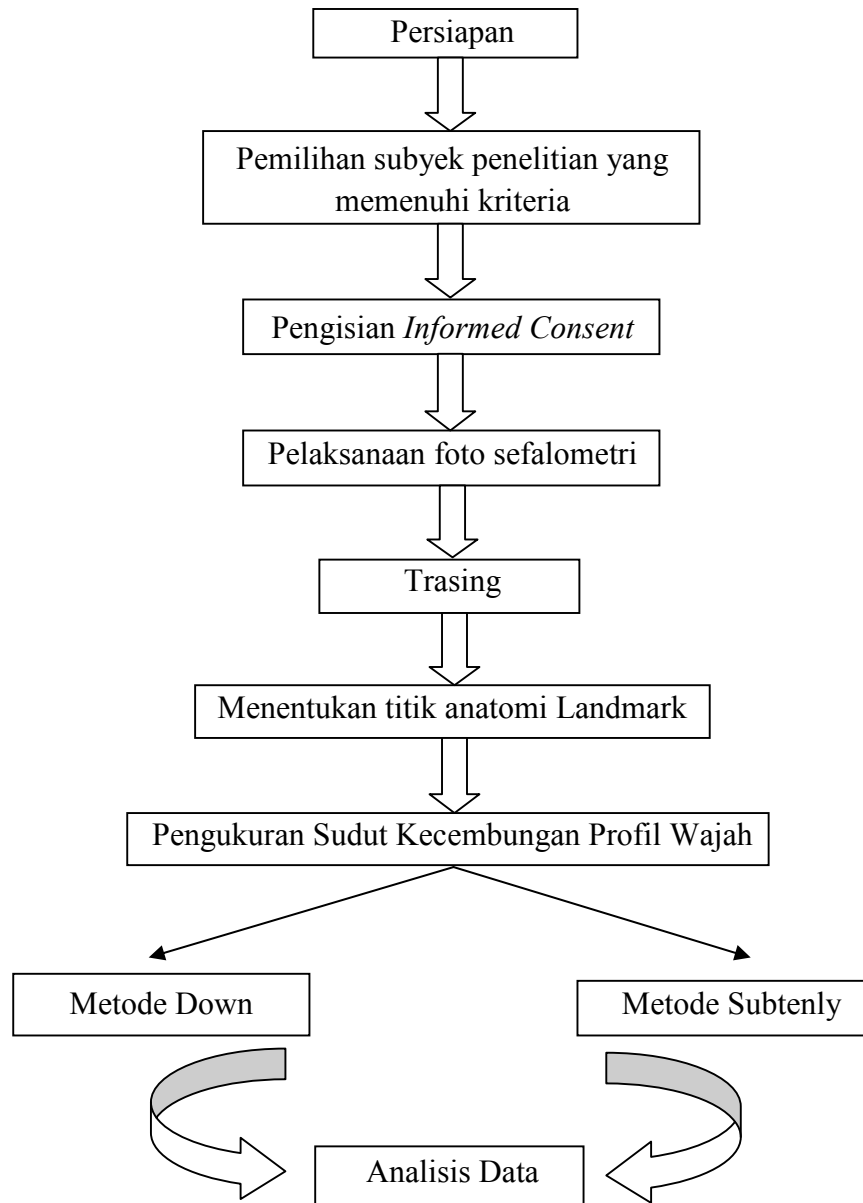 Persiapan
Pemilihan subyek penelitian yang
memenuhi kriteria
Pengisian Informed Consent
Pelaksanaan foto sefalometri
Trasing
Menentukan titik anatomi Landmark
Pengukuran Sudut Kecembungan Profil Wajah
Metode Down
Metode Subtenly
Analisis Data